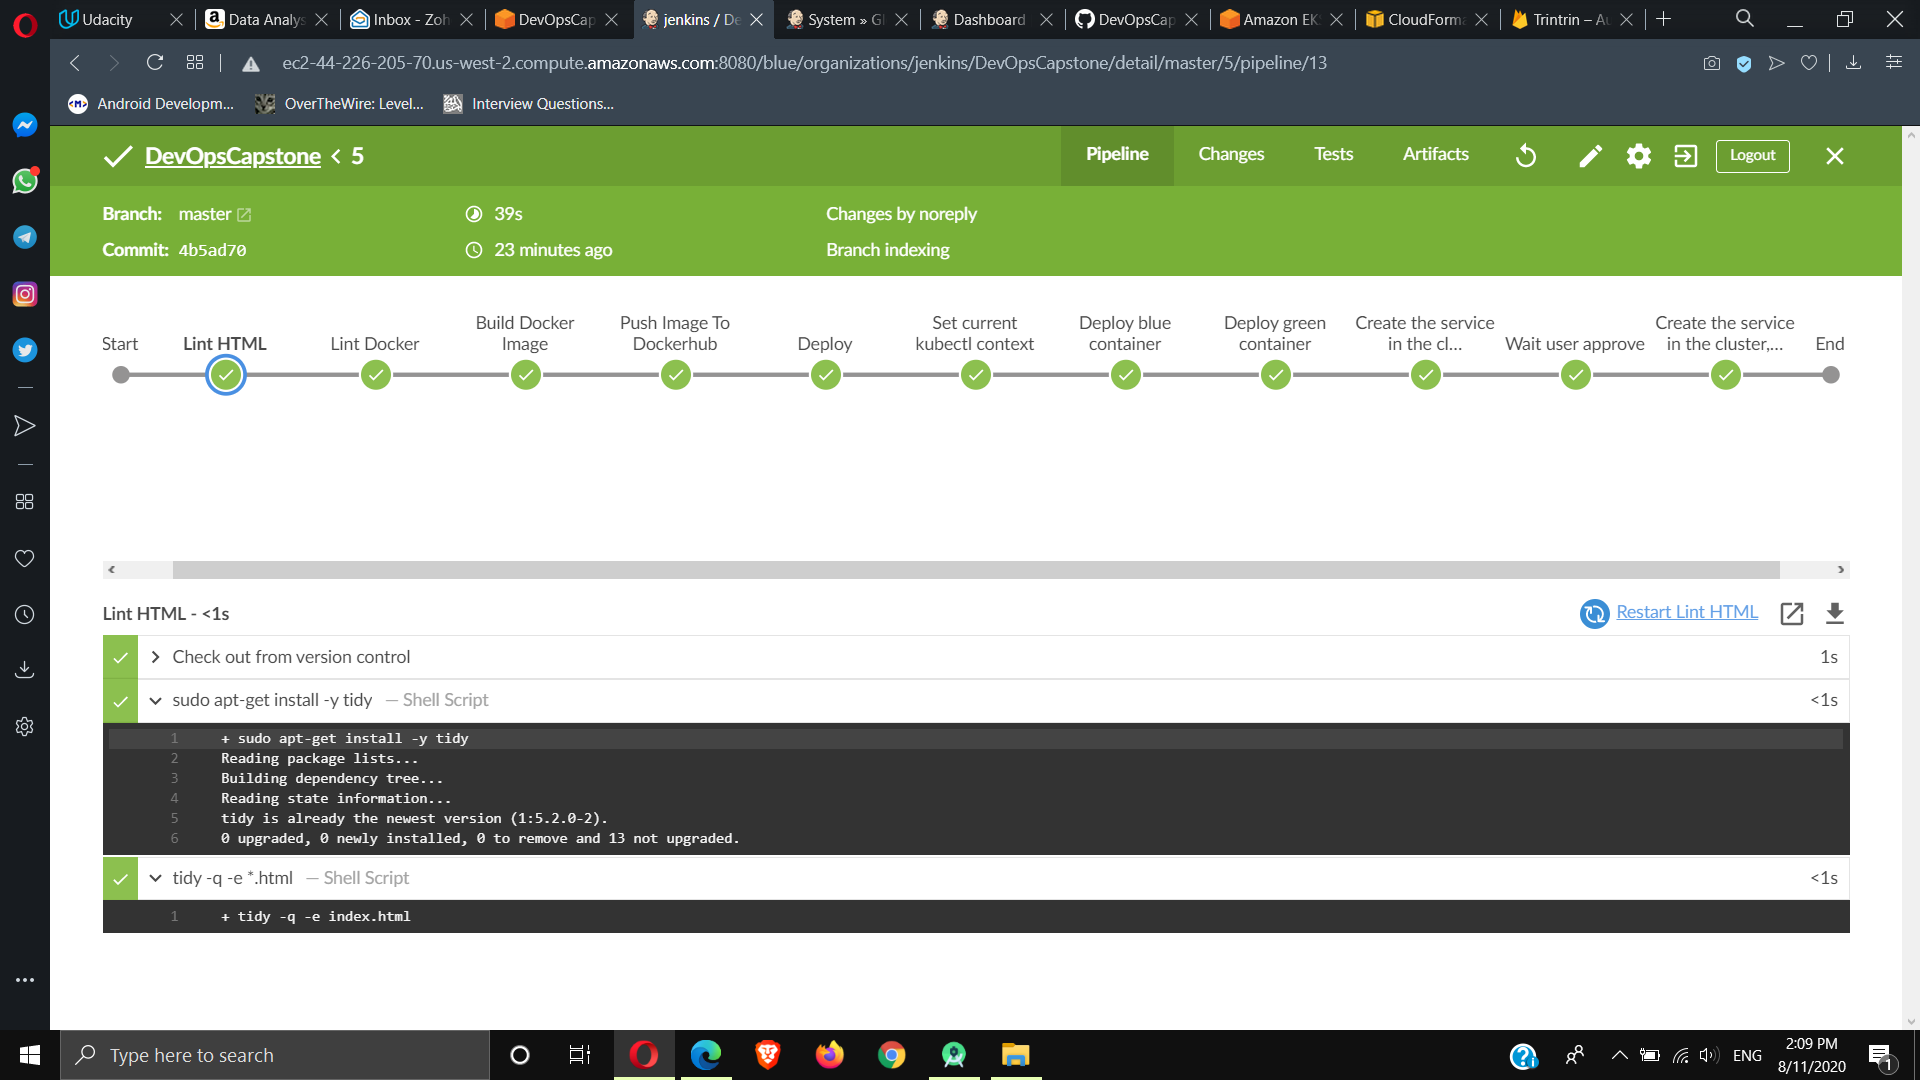 Udacity
Data Analys
Inbox - Zoh
DevOpsCap
jenkins / De
System » Gl
Dashboard
DevOpsCap
Amazon EKS
CloudForma
Trintrin – Au
ec2-44-226-205-70.us-west-2.compute.amazonaws.com:8080/blue/organizations/jenkins/DevOpsCapstone/detail/master/5/pipeline/13
Android Developm...
OverTheWire: Level...
Interview Questions...
DevOpsCapstone < 5
Pipeline
Changes
Tests
Artifacts
Logout
Branch: master
39s
Changes by noreply
Commit: 4b5ad70
23 minutes ago
Branch indexing
Start
Lint HTML
Lint Docker
Build Docker
Image
Push Image To
Dockerhub
Deploy
Set current
kubectl context
Deploy blue
container
Deploy green
container
Create the service
in the cl...
Wait user approve
Create the service
in the cluster,...
End
Lint HTML - <1s
Restart Lint HTML
Check out from version control
1s
sudo apt-get install -y tidy — Shell Script
<1s
1 + sudo apt-get install -y tidy
2 Reading package lists...
3 Building dependency tree...
4 Reading state information...
5 tidy is already the newest version (1:5.2.0-2).
6 0 upgraded, 0 newly installed, 0 to remove and 13 not upgraded.
tidy -q -e *.html — Shell Script
<1s
1 + tidy -q -e index.html
Type here to search
ENG
2:09 PM
8/11/2020
1